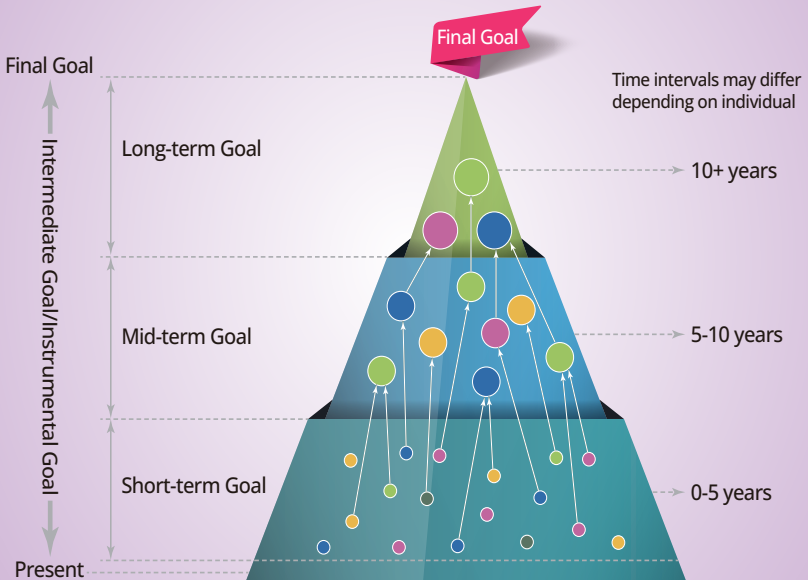 Final Goal
Final Goal
Time intervals may differ
depending on individual
Long-term Goal
10+ years
Intermediate Goal/Instrumental Goal
Mid-term Goal
5-10 years
Short-term Goal
0-5 years
Present